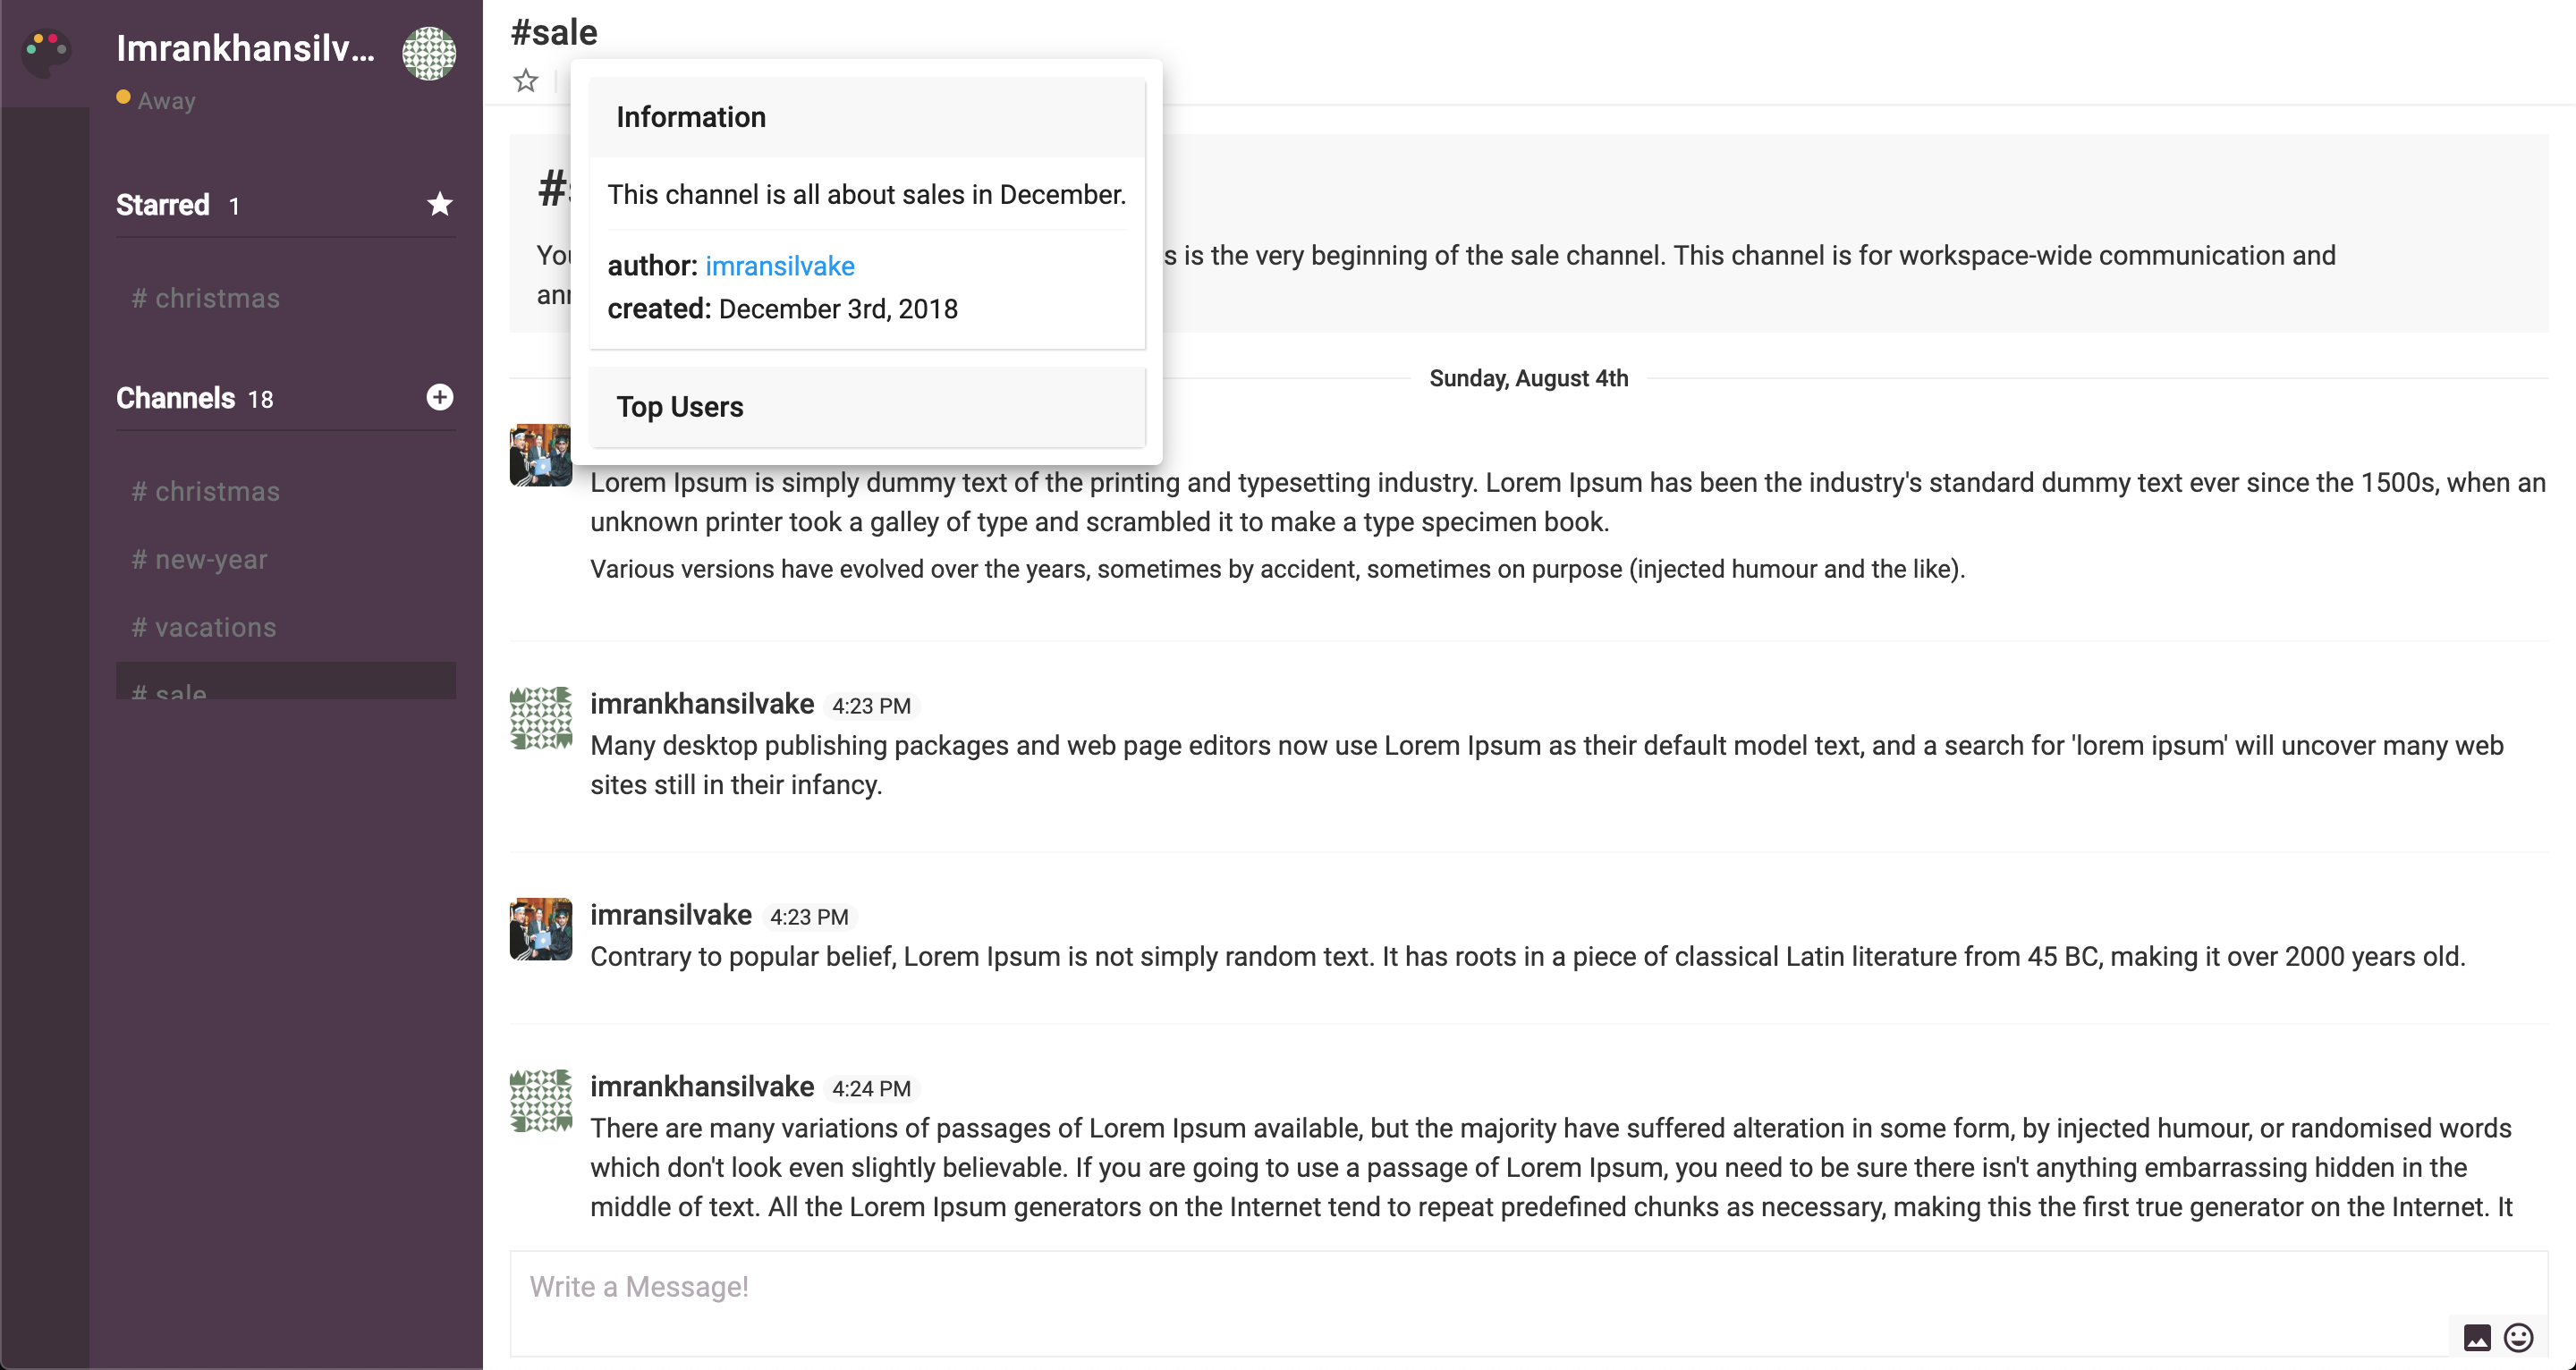 Imrankhansilv...
Away
Starred 1
# christmas
Channels 18
# christmas
# new-year
# vacations
# sale
#sale
Information
This channel is all about sales in December.
author: imransilvake
created: December 3rd, 2018
Top Users
s is the very beginning of the sale channel. This channel is for workspace-wide communication and
Sunday, August 4th
Lorem Ipsum is simply dummy text of the printing and typesetting industry. Lorem Ipsum has been the industry's standard dummy text ever since the 1500s, when an
unknown printer took a galley of type and scrambled it to make a type specimen book.
Various versions have evolved over the years, sometimes by accident, sometimes on purpose (injected humour and the like).
imrankhansilvake 4:23 PM
Many desktop publishing packages and web page editors now use Lorem Ipsum as their default model text, and a search for 'lorem ipsum' will uncover many web
sites still in their infancy.
imransilvake 4:23 PM
Contrary to popular belief, Lorem Ipsum is not simply random text. It has roots in a piece of classical Latin literature from 45 BC, making it over 2000 years old.
imrankhansilvake 4:24 PM
There are many variations of passages of Lorem Ipsum available, but the majority have suffered alteration in some form, by injected humour, or randomised words
which don't look even slightly believable. If you are going to use a passage of Lorem Ipsum, you need to be sure there isn't anything embarrassing hidden in the
middle of text. All the Lorem Ipsum generators on the Internet tend to repeat predefined chunks as necessary, making this the first true generator on the Internet. It
Write a Message!